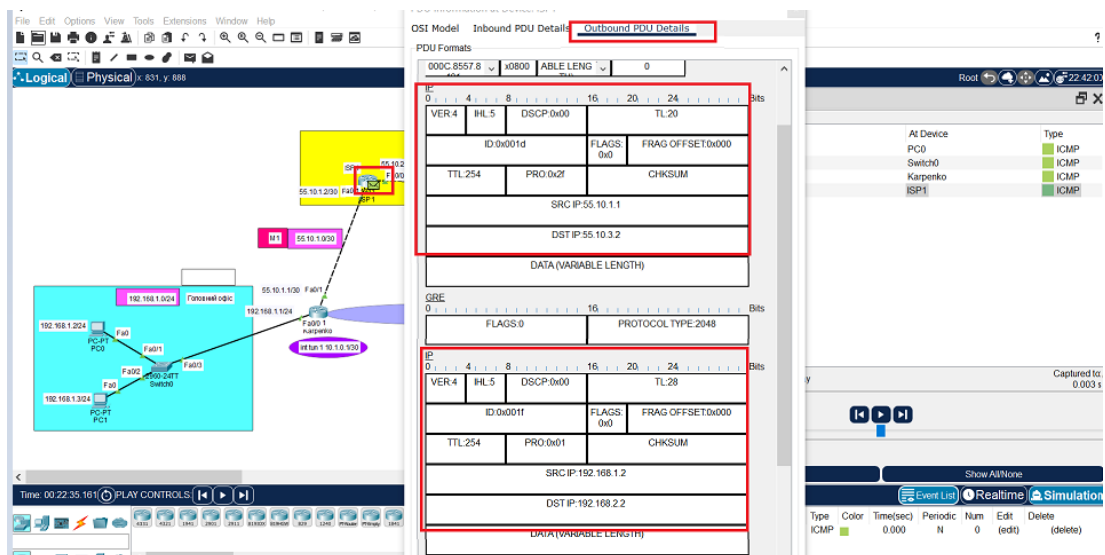 File Edit Options View Tools Extensions Window Help
?
Logical Physical x: 831, y: 888
Root
PDU Information at Device: ISP1
OSI Model Inbound PDU Details Outbound PDU Details
PDU Formats
000C.8557.8 x0800 0
IP
0 4 8 16 20 24 Bits
VER:4 IHL:5 DSCP:0x00 TL:20
ID:0x001d FLAGS: 0x0 FRAG OFFSET:0x000
TTL:254 PRO:0x2f CHKSUM
SRC IP:55.10.1.1
DST IP:55.10.3.2
DATA (VARIABLE LENGTH)
GRE
0 16 Bits
FLAGS:0 PROTOCOL TYPE:2048
IP
0 4 8 16 20 24 Bits
VER:4 IHL:5 DSCP:0x00 TL:28
ID:0x001f FLAGS: 0x0 FRAG OFFSET:0x000
TTL:254 PRO:0x01 CHKSUM
SRC IP:192.168.1.2
DST IP:192.168.2.2
DATA (VARIABLE LENGTH)
55.10.1.2/30
ISP1
M1 55.10.1.0/30
55.10.1.1/30 Fa0/1
192.168.1.0/24 Головний офіс
192.168.1.1/24
Fa0/0 1
Karpenko
int tun 1 10.1.0.1/30
192.168.1.2/24
Fa0
PC-PT
PC0
Fa0/1
Fa0/2
Fa0/3
2960-24TT
Switch0
Fa0
192.168.1.3/24
PC-PT
PC1
At Device Type
PC0 ICMP
Switch0 ICMP
Karpenko ICMP
ISP1 ICMP
Captured to:
0.003 s
Show All/None
Event List Realtime Simulation
Time: 00:22:35.161 PLAY CONTROLS:
Type Color Time(sec) Periodic Num Edit Delete
ICMP 0.000 N 0 (edit) (delete)